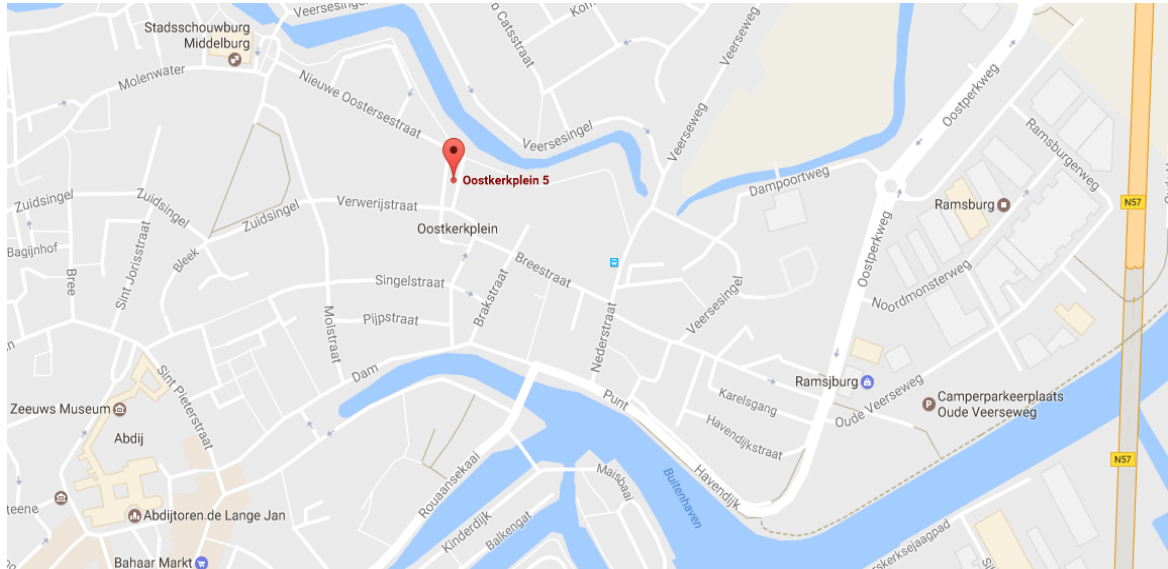 Stadsschouwburg
Middelburg
Veersesingel
Catsstraat
Molenwater
Nieuwe Oostersestraat
Veersesingel
Veerseweg
Veerseweg
Oostperkweg
Ramsburgerweg
Oostkerkplein 5
Dampoortweg
Ramsburg
N57
Zuidsingel
Zuidsingel
Zuidsingel
Verwerijstraat
Oostkerkplein
Bagijnhof
Bree
Sint Jorisstraat
Bleek
Breestraat
Singelstraat
Brakstraat
Oostperkweg
Noordmonsterweg
Veersesingel
Molstraat
Pijpstraat
Nederstraat
Dam
Sint Pieterstraat
Ramsjburg
Karelsgang
Oude Veerseweg
Camperparkeerplaats
Oude Veerseweg
Zeeuws Museum
Abdij
Punt
Havendijkstraat
Rouaansekaai
Maisbaai
Buitenhaven
Havendijk
N57
Abdijtoren de Lange Jan
Kinderdijk
Balkengat
Bahaar Markt